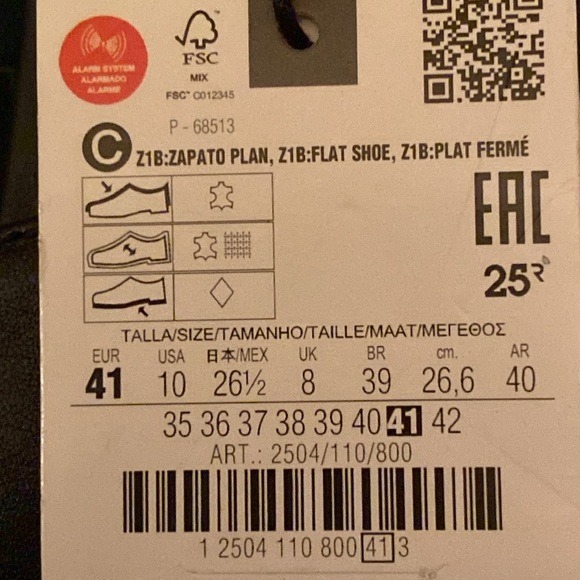 ALARM SYSTEM
ALARMADO
ALARME
FSC
MIX
FSC™ C012345
P - 68513
C Z1B:ZAPATO PLAN, Z1B:FLAT SHOE, Z1B:PLAT FERMÉ
EAC
25
TALLA/SIZE/TAMANHO/TAILLE/MAAT/ΜΕΓΕΘΟΣ
EUR USA 日本/MEX UK BR cm. AR
41 10 26½ 8 39 26,6 40
35 36 37 38 39 40 41 42
ART.: 2504/110/800
1 2504 110 800 41 3